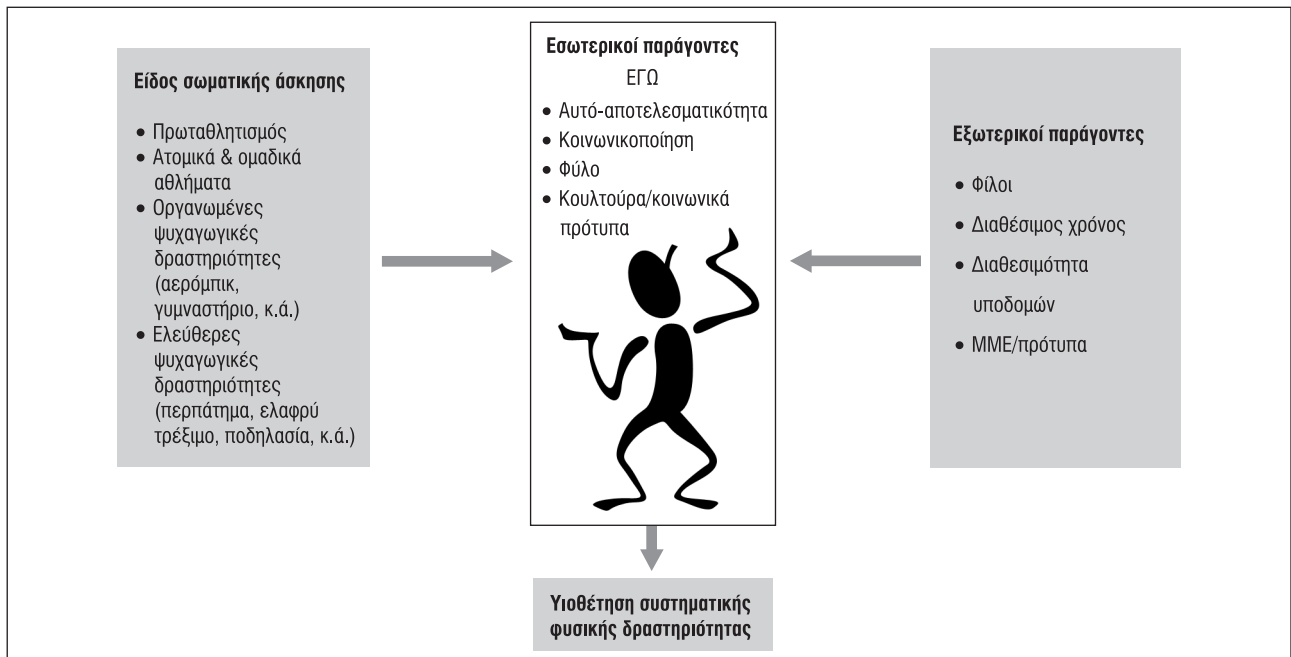 Είδος σωματικής άσκησης
• Πρωταθλητισμός
• Ατομικά & ομαδικά
αθλήματα
• Οργανωμένες
ψυχαγωγικές
δραστηριότητες
(αερόμπικ,
γυμναστήριο, κ.ά.)
• Ελεύθερες
ψυχαγωγικές
δραστηριότητες
(περπάτημα, ελαφρύ
τρέξιμο, ποδηλασία, κ.ά.)
Εσωτερικοί παράγοντες
ΕΓΩ
• Αυτό-αποτελεσματικότητα
• Κοινωνικοποίηση
• Φύλο
• Κουλτούρα/κοινωνικά
πρότυπα
Εξωτερικοί παράγοντες
• Φίλοι
• Διαθέσιμος χρόνος
• Διαθεσιμότητα
υποδομών
• ΜΜΕ/πρότυπα
Υιοθέτηση συστηματικής
φυσικής δραστηριότητας